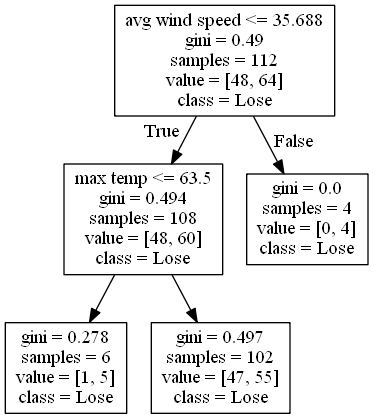 avg wind speed <= 35.688
gini = 0.49
samples = 112
value = [48, 64]
class = Lose
True
False
max temp <= 63.5
gini = 0.494
samples = 108
value = [48, 60]
class = Lose
gini = 0.0
samples = 4
value = [0, 4]
class = Lose
gini = 0.278
samples = 6
value = [1, 5]
class = Lose
gini = 0.497
samples = 102
value = [47, 55]
class = Lose